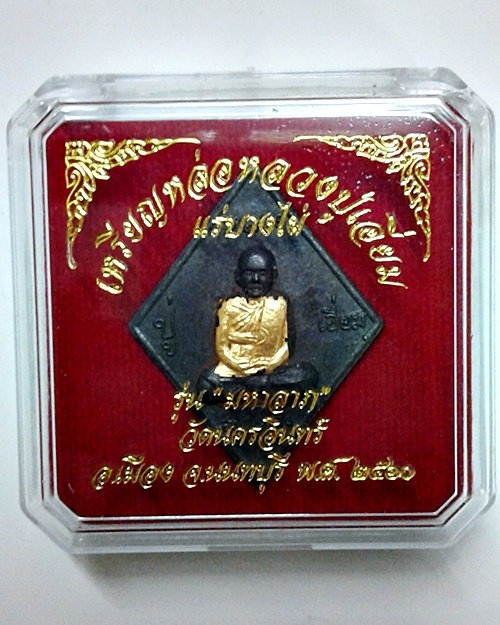 เหรียญหล่อหลวงปู่เอี่ยม
แร่บางไผ่
ปู่ เอี่ยม
รุ่น "มหาลาภ"
วัดนครอินทร์
อ.เมือง จ.นนทบุรี พ.ศ. ๒๕๖๐